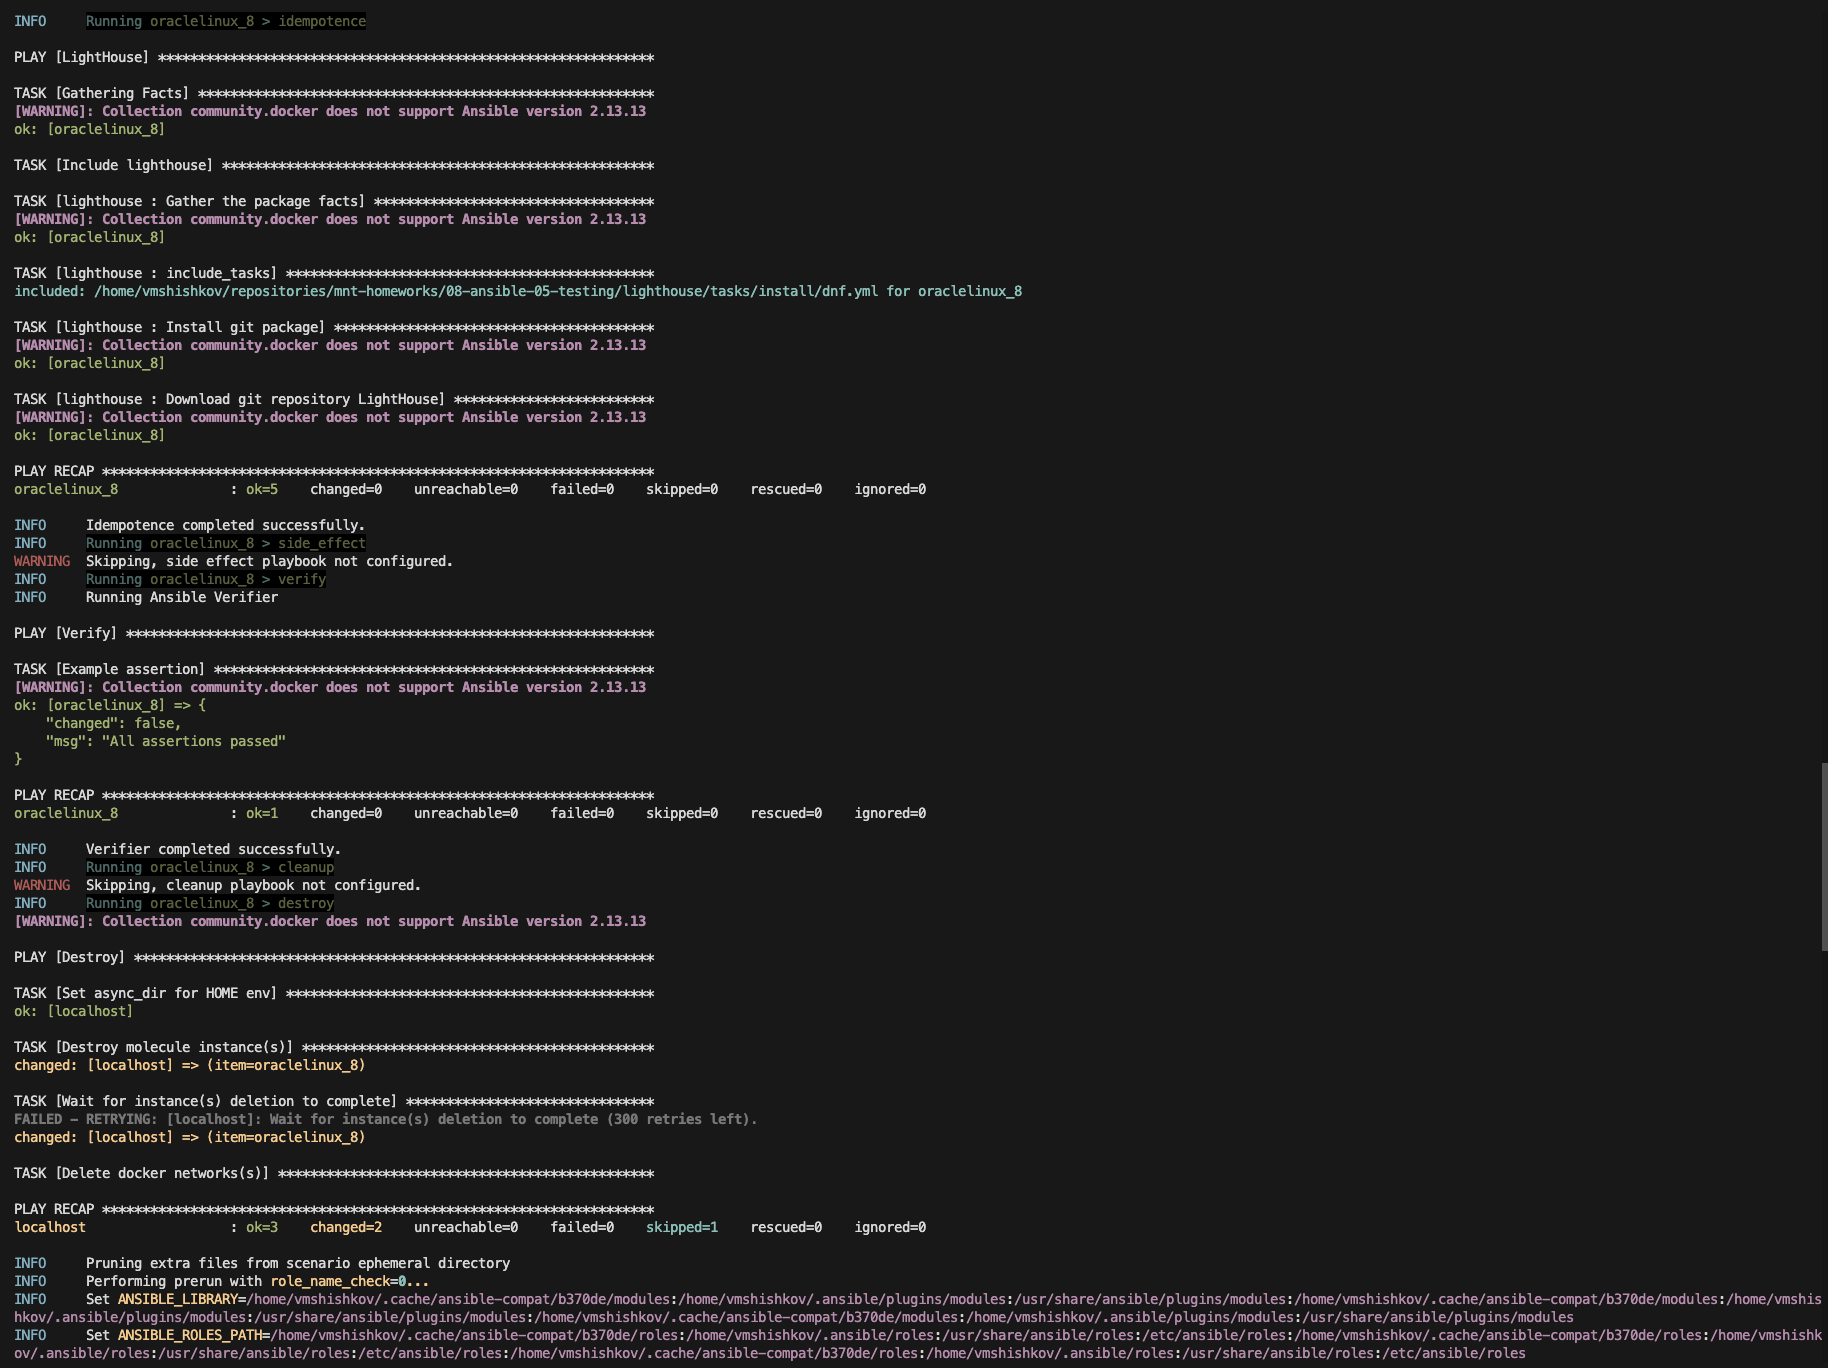 INFO     Running oraclelinux_8 > idempotence
PLAY [LightHouse] **************************************************************
TASK [Gathering Facts] *********************************************************
[WARNING]: Collection community.docker does not support Ansible version 2.13.13
ok: [oraclelinux_8]
TASK [Include lighthouse] ******************************************************
TASK [lighthouse : Gather the package facts] ***********************************
[WARNING]: Collection community.docker does not support Ansible version 2.13.13
ok: [oraclelinux_8]
TASK [lighthouse : include_tasks] **********************************************
included: /home/vmshishkov/repositories/mnt-homeworks/08-ansible-05-testing/lighthouse/tasks/install/dnf.yml for oraclelinux_8
TASK [lighthouse : Install git package] ****************************************
[WARNING]: Collection community.docker does not support Ansible version 2.13.13
ok: [oraclelinux_8]
TASK [lighthouse : Download git repository LightHouse] *************************
[WARNING]: Collection community.docker does not support Ansible version 2.13.13
ok: [oraclelinux_8]
PLAY RECAP *********************************************************************
oraclelinux_8              : ok=5    changed=0    unreachable=0    failed=0    skipped=0    rescued=0    ignored=0
INFO     Idempotence completed successfully.
INFO     Running oraclelinux_8 > side_effect
WARNING  Skipping, side effect playbook not configured.
INFO     Running oraclelinux_8 > verify
INFO     Running Ansible Verifier
PLAY [Verify] ******************************************************************
TASK [Example assertion] *******************************************************
[WARNING]: Collection community.docker does not support Ansible version 2.13.13
ok: [oraclelinux_8] => {
    "changed": false,
    "msg": "All assertions passed"
}
PLAY RECAP *********************************************************************
oraclelinux_8              : ok=1    changed=0    unreachable=0    failed=0    skipped=0    rescued=0    ignored=0
INFO     Verifier completed successfully.
INFO     Running oraclelinux_8 > cleanup
WARNING  Skipping, cleanup playbook not configured.
INFO     Running oraclelinux_8 > destroy
[WARNING]: Collection community.docker does not support Ansible version 2.13.13
PLAY [Destroy] *****************************************************************
TASK [Set async_dir for HOME env] **********************************************
ok: [localhost]
TASK [Destroy molecule instance(s)] ********************************************
changed: [localhost] => (item=oraclelinux_8)
TASK [Wait for instance(s) deletion to complete] *******************************
FAILED - RETRYING: [localhost]: Wait for instance(s) deletion to complete (300 retries left).
changed: [localhost] => (item=oraclelinux_8)
TASK [Delete docker networks(s)] ***********************************************
PLAY RECAP *********************************************************************
localhost                  : ok=3    changed=2    unreachable=0    failed=0    skipped=1    rescued=0    ignored=0
INFO     Pruning extra files from scenario ephemeral directory
INFO     Performing prerun with role_name_check=0...
INFO     Set ANSIBLE_LIBRARY=/home/vmshishkov/.cache/ansible-compat/b370de/modules:/home/vmshishkov/.ansible/plugins/modules:/usr/share/ansible/plugins/modules:/home/vmshishkov/.cache/ansible-compat/b370de/modules:/home/vmshis
hkov/.ansible/plugins/modules:/usr/share/ansible/plugins/modules:/home/vmshishkov/.cache/ansible-compat/b370de/modules:/home/vmshishkov/.ansible/plugins/modules:/usr/share/ansible/plugins/modules
INFO     Set ANSIBLE_ROLES_PATH=/home/vmshishkov/.cache/ansible-compat/b370de/roles:/home/vmshishkov/.ansible/roles:/usr/share/ansible/roles:/etc/ansible/roles:/home/vmshishkov/.cache/ansible-compat/b370de/roles:/home/vmshishk
ov/.ansible/roles:/usr/share/ansible/roles:/etc/ansible/roles:/home/vmshishkov/.cache/ansible-compat/b370de/roles:/home/vmshishkov/.ansible/roles:/usr/share/ansible/roles:/etc/ansible/roles